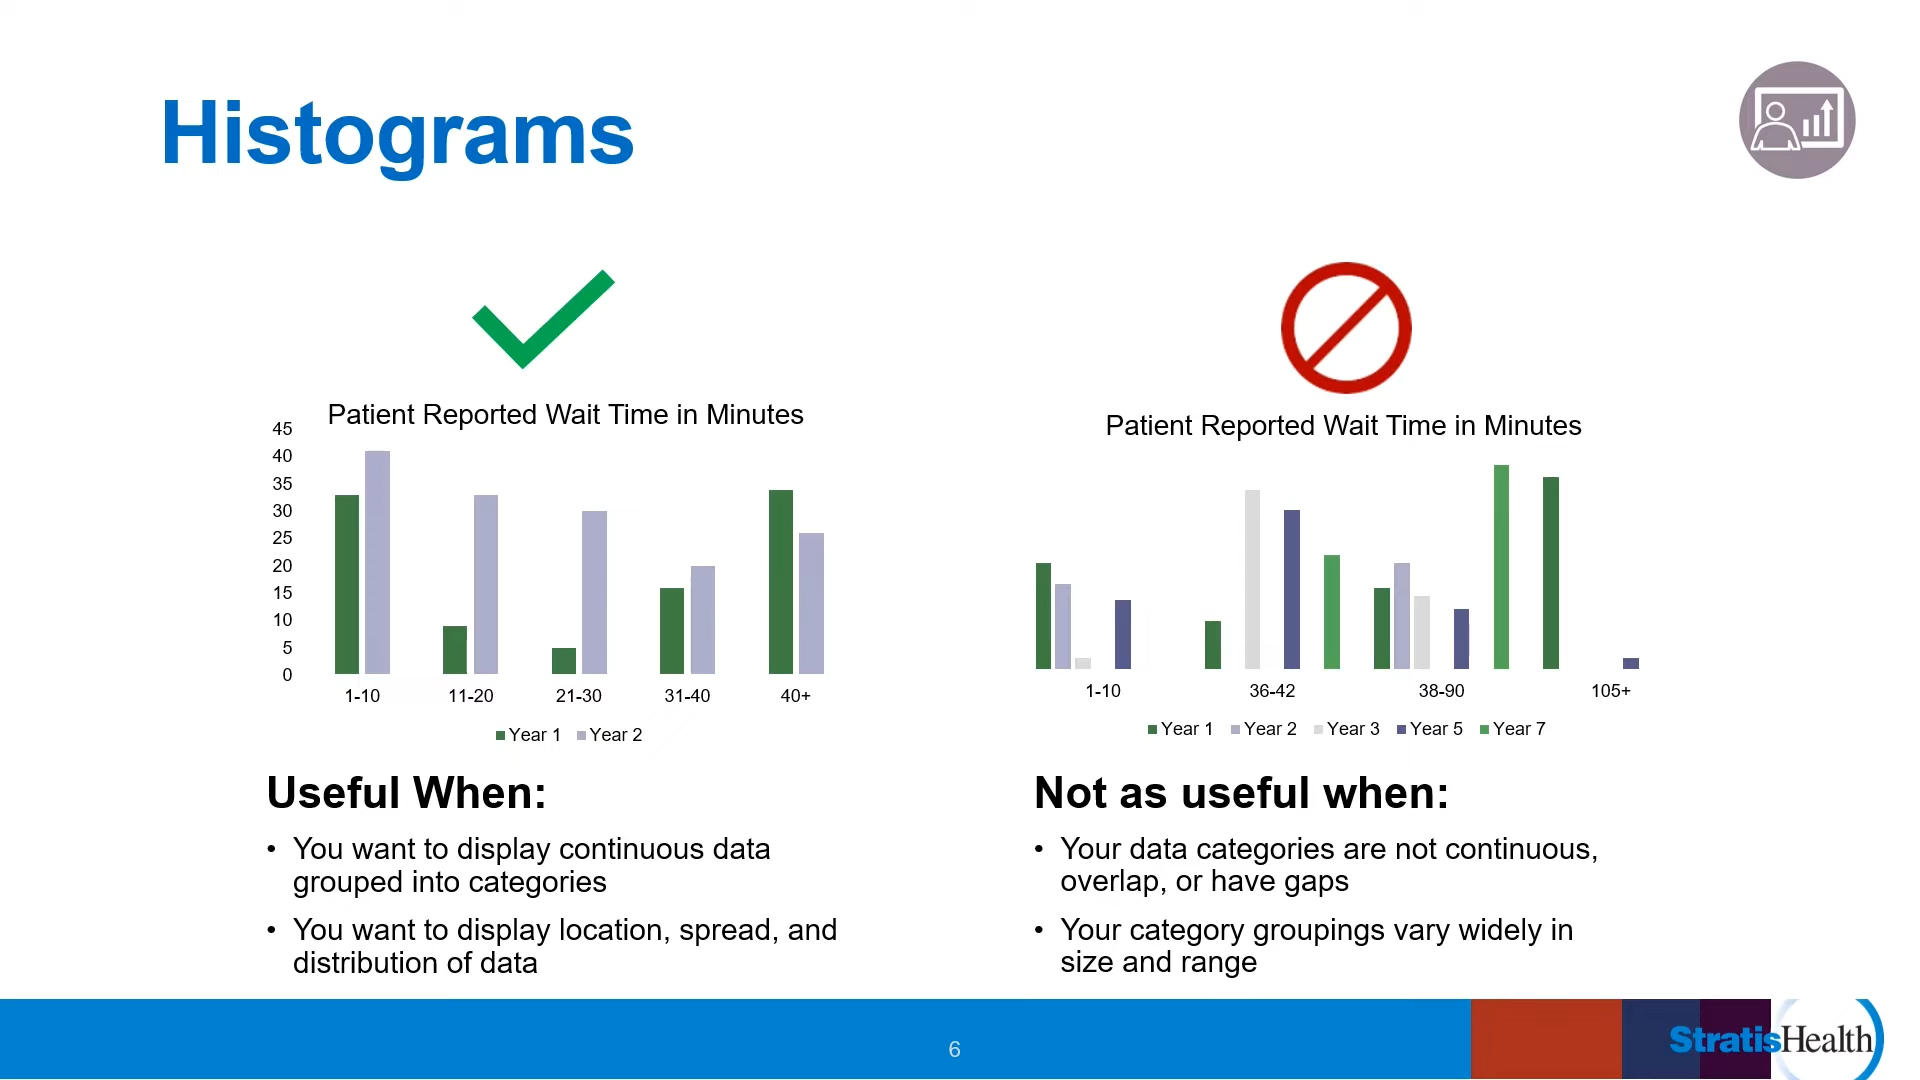 Histograms
Patient Reported Wait Time in Minutes
45
40
35
30
25
20
15
10
5
0
1-10 11-20 21-30 31-40 40+
Year 1 Year 2
Useful When:
• You want to display continuous data
grouped into categories
• You want to display location, spread, and
distribution of data
Patient Reported Wait Time in Minutes
1-10 36-42 38-90 105+
Year 1 Year 2 Year 3 Year 5 Year 7
Not as useful when:
• Your data categories are not continuous,
overlap, or have gaps
• Your category groupings vary widely in
size and range
6
StratisHealth